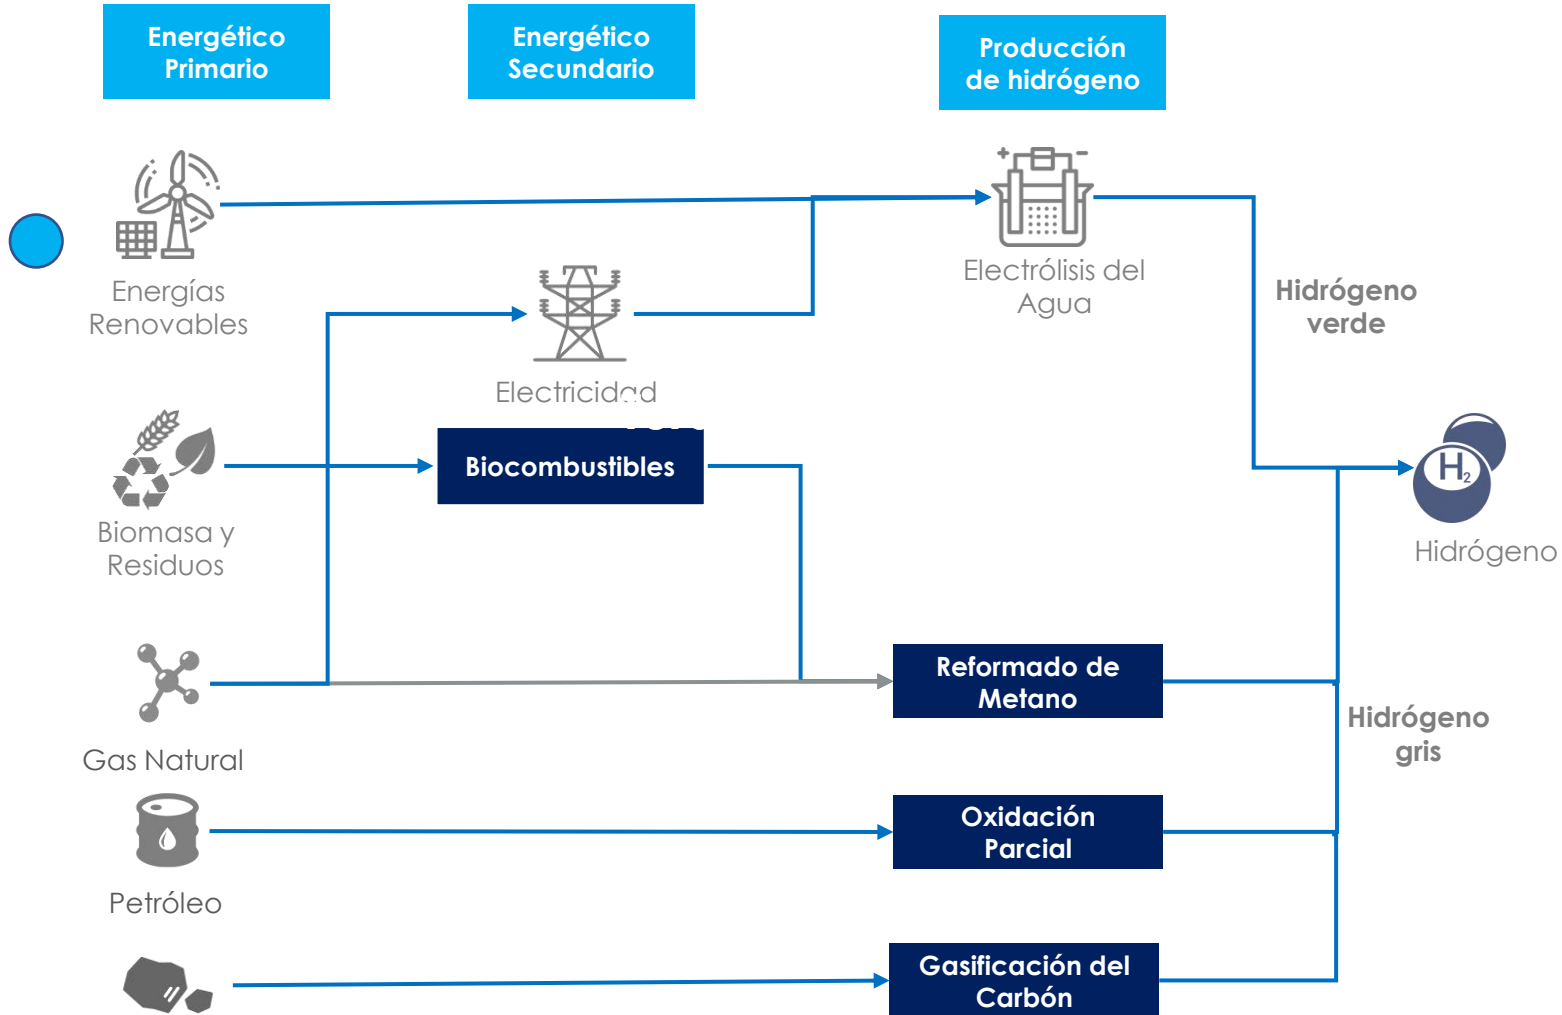 Energético
Primario
Energético
Secundario
Producción
de hidrógeno
+ -
Energías
Renovables
Electrólisis del
Agua
Hidrógeno
verde
Electricidad
Biocombustibles
H2
Biomasa y
Residuos
Hidrógeno
Reformado de
Metano
Hidrógeno
gris
Gas Natural
Oxidación
Parcial
Petróleo
Gasificación del
Carbón